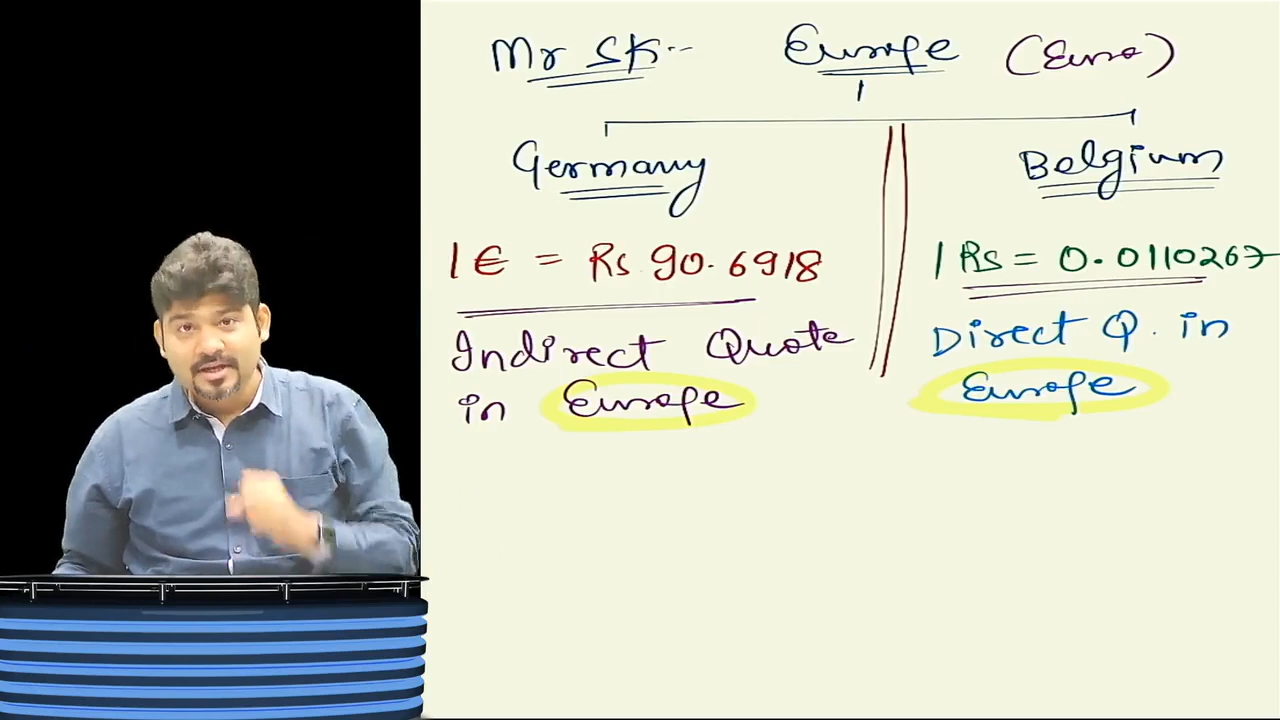 Mr SK-- Europe (Euro)
Germany
Belgium
1 € = Rs 90.6918
1 Rs = 0.0110267
Indirect Quote
in Europe
Direct Q. in
Europe